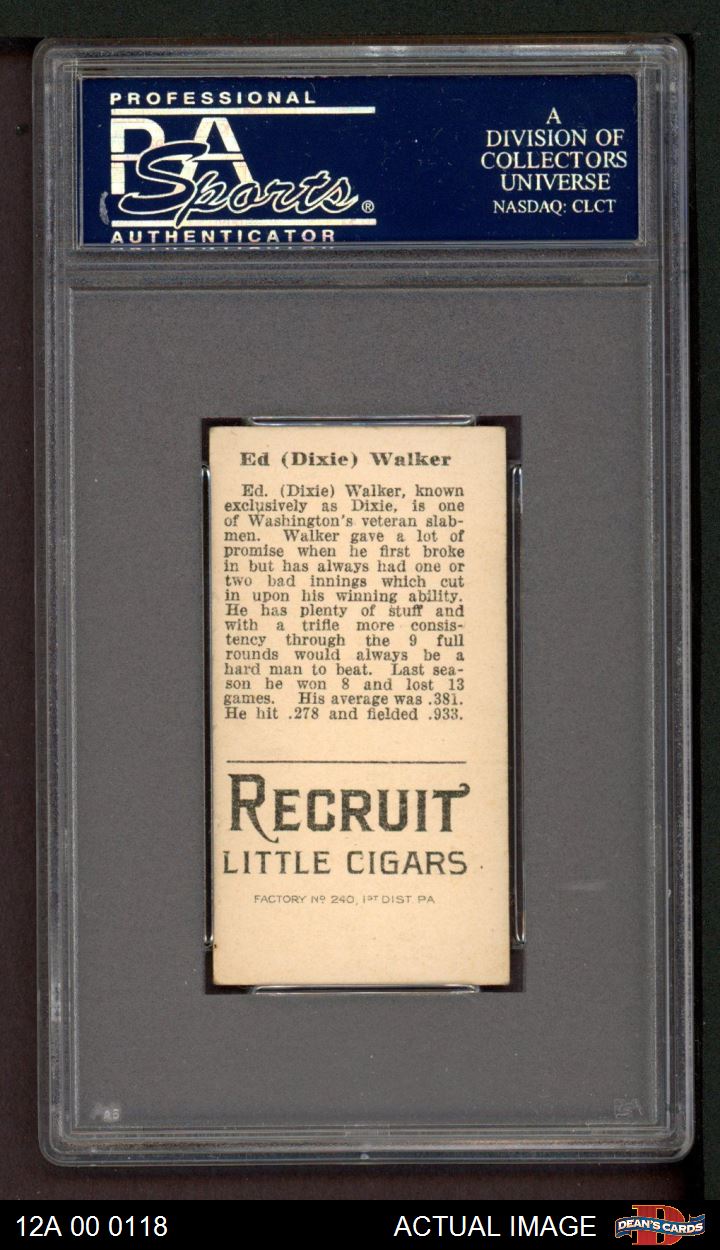 PROFESSIONAL
PSA
Sports®
AUTHENTICATOR
A
DIVISION OF
COLLECTORS
UNIVERSE
NASDAQ: CLCT
Ed (Dixie) Walker
Ed. (Dixie) Walker, known
exclusively as Dixie, is one
of Washington's veteran slab-
men. Walker gave a lot of
promise when he first broke
in but has always had one or
two bad innings which cut
in upon his winning ability.
He has plenty of stuff and
with a trifle more consis-
tency through the 9 full
rounds would always be a
hard man to beat. Last sea-
son he won 8 and lost 13
games. His average was .381.
He hit .278 and fielded .933.
RECRUIT
LITTLE CIGARS
FACTORY Nº 240, 1ST DIST PA
12A 00 0118
ACTUAL IMAGE
D
DEAN'S CARDS